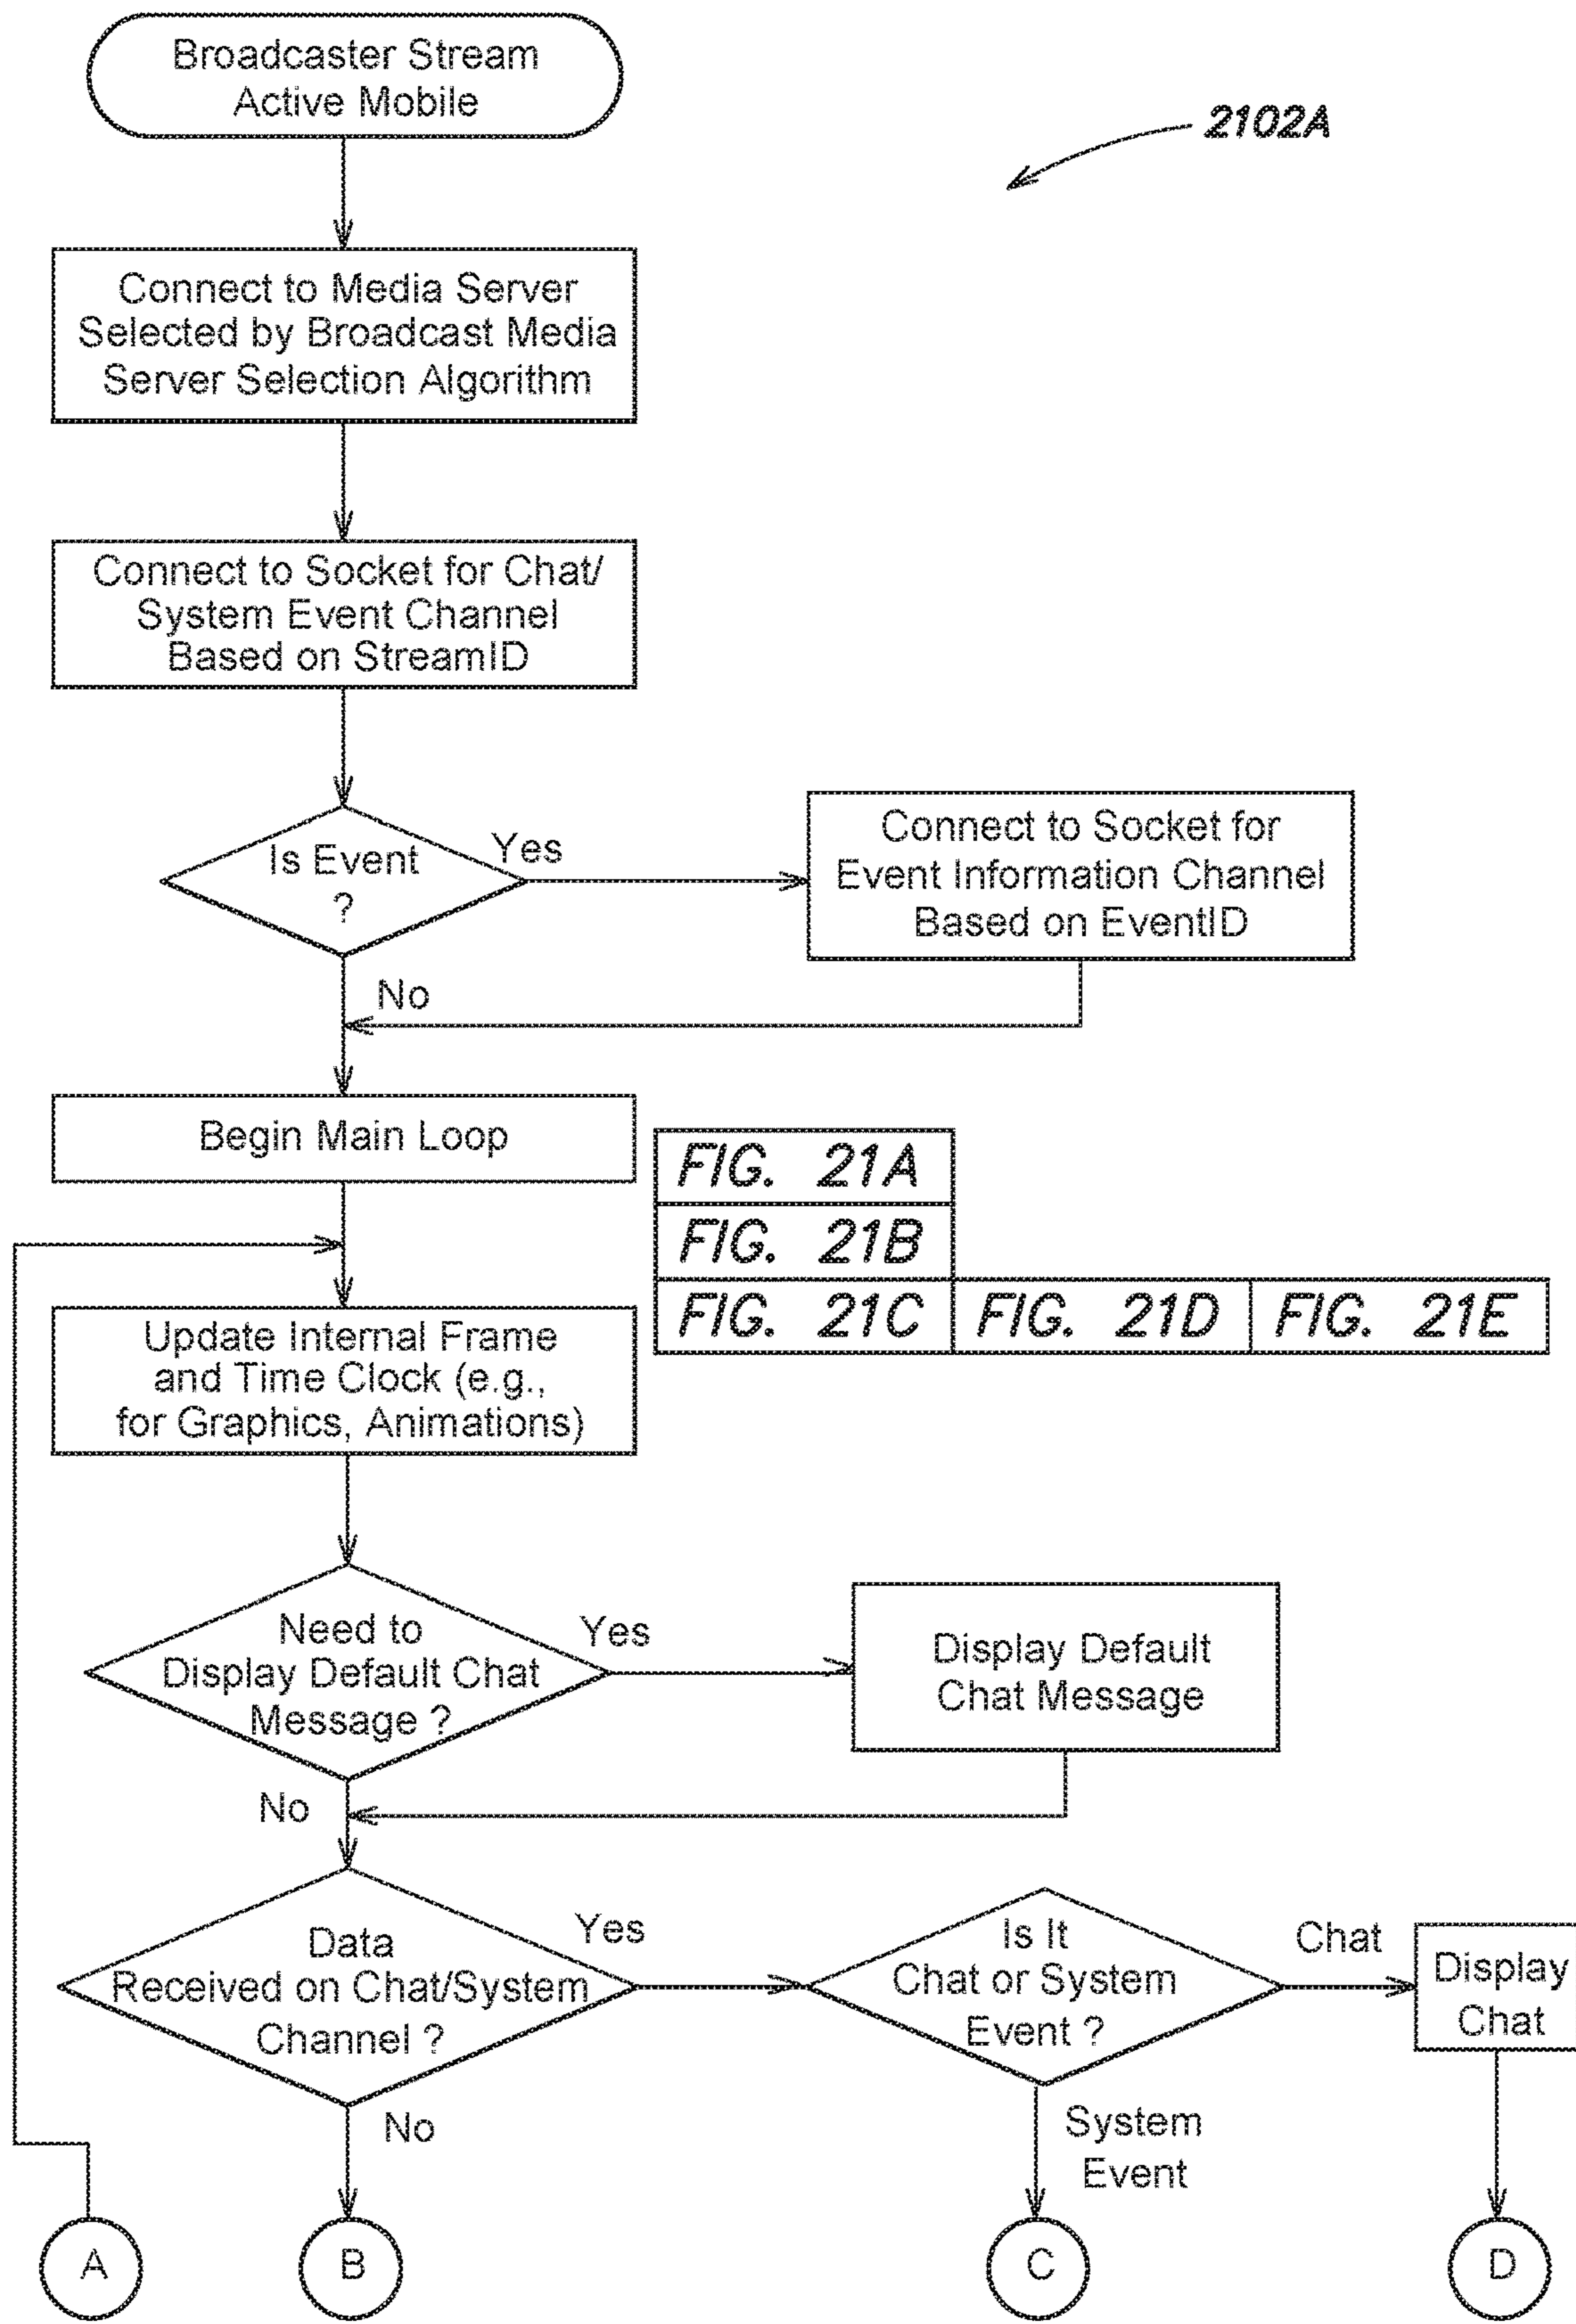 Broadcaster Stream
Active Mobile
2102A
Connect to Media Server
Selected by Broadcast Media
Server Selection Algorithm
Connect to Socket for Chat/
System Event Channel
Based on StreamID
Is Event
?
Yes
Connect to Socket for
Event Information Channel
Based on EventID
No
Begin Main Loop
FIG. 21A
FIG. 21B
FIG. 21C FIG. 21D FIG. 21E
Update Internal Frame
and Time Clock (e.g.,
for Graphics, Animations)
Need to
Display Default Chat
Message ?
Yes
Display Default
Chat Message
No
Data
Received on Chat/System
Channel ?
Yes
Is It
Chat or System
Event ?
Chat
Display
Chat
No
System
Event
A
B
C
D